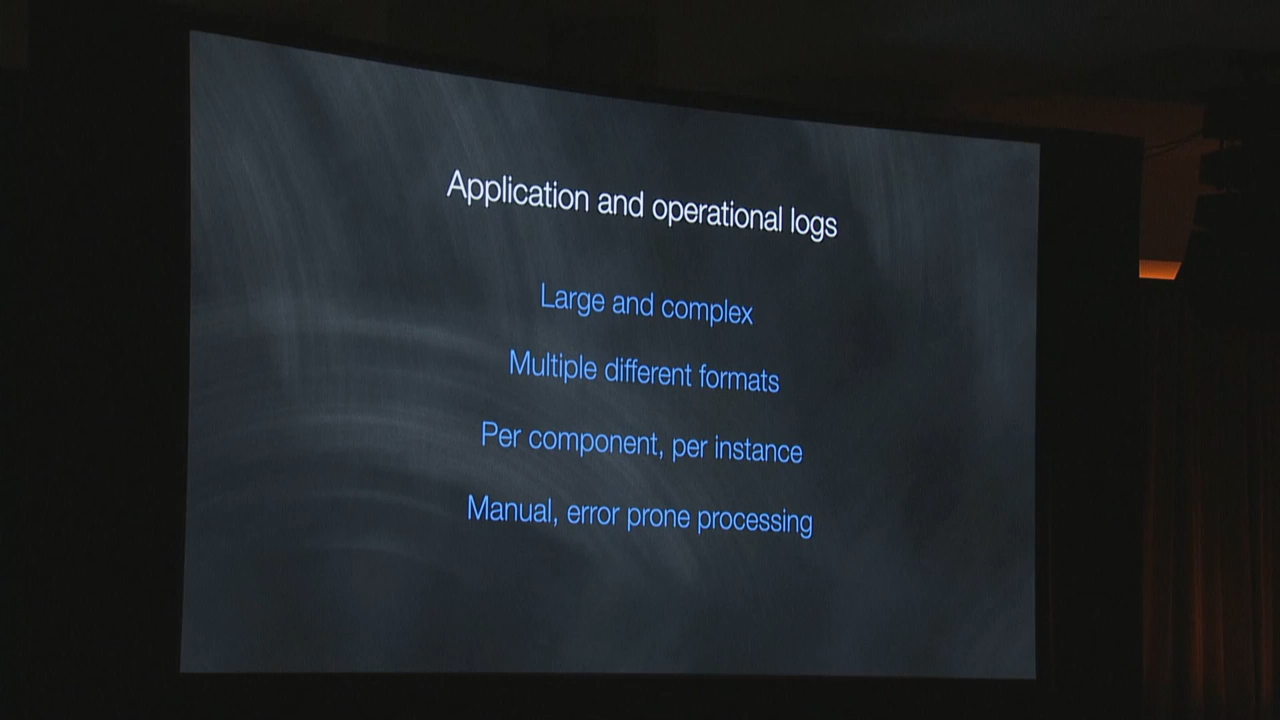 Application and operational logs
Large and complex
Multiple different formats
Per component, per instance
Manual, error prone processing